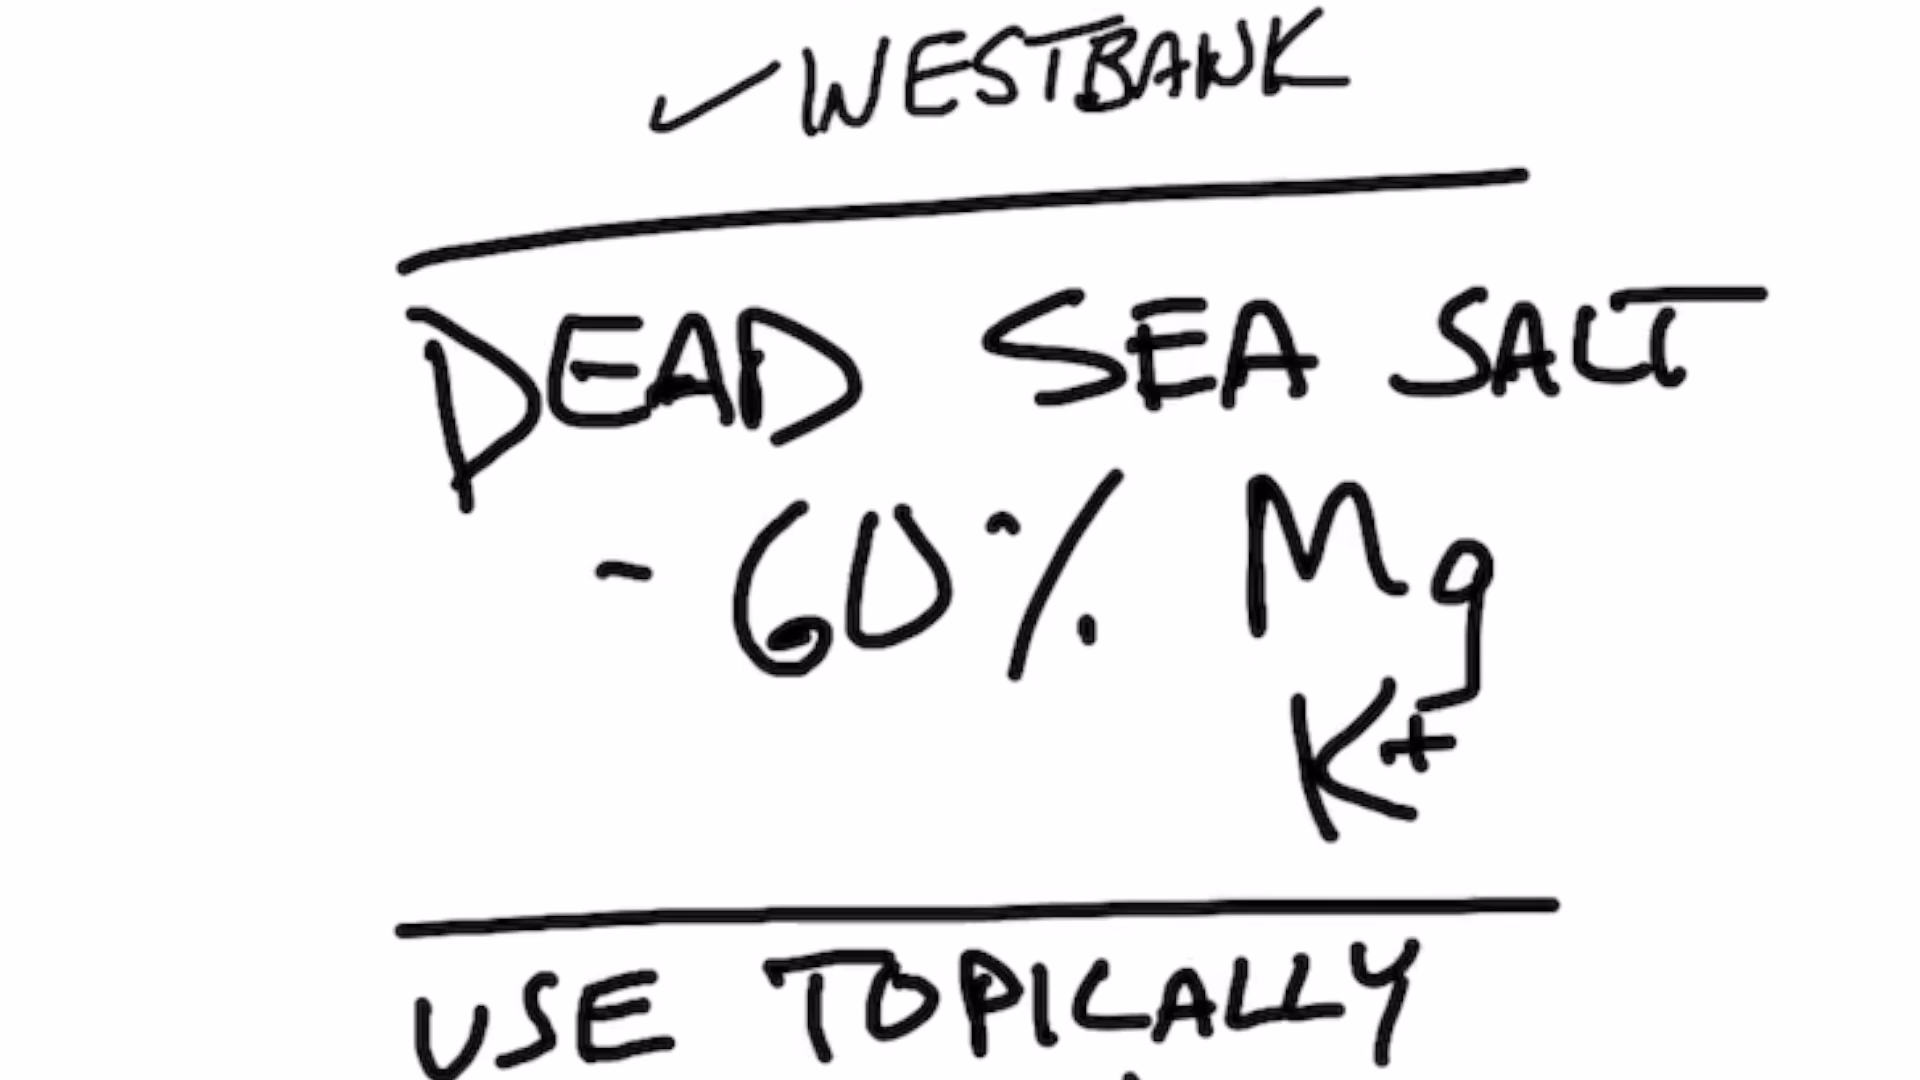 ✓ WESTBANK
DEAD SEA SALT
- 60% Mg
K+
USE TOPICALLY